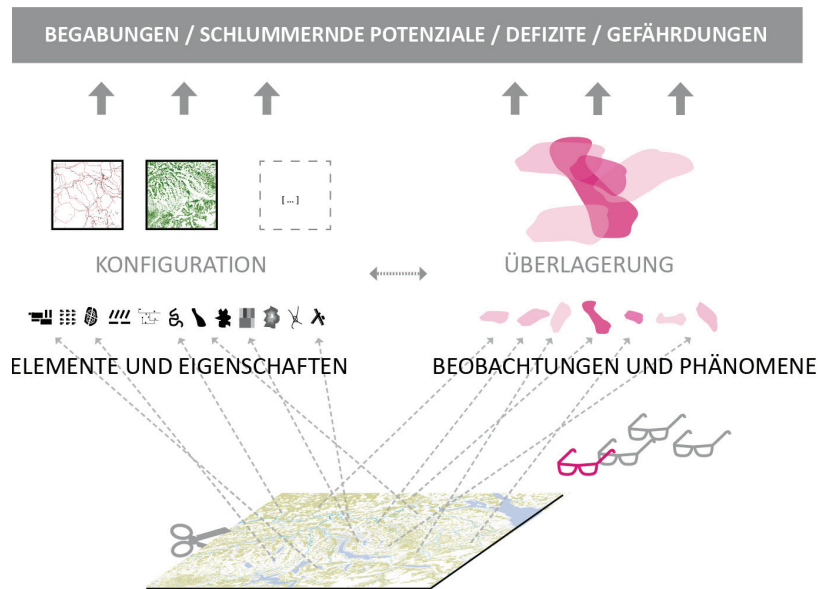 BEGABUNGEN / SCHLUMMERNDE POTENZIALE / DEFIZITE / GEFÄHRDUNGEN
[ ... ]
KONFIGURATION
ÜBERLAGERUNG
ELEMENTE UND EIGENSCHAFTEN
BEOBACHTUNGEN UND PHÄNOMENE